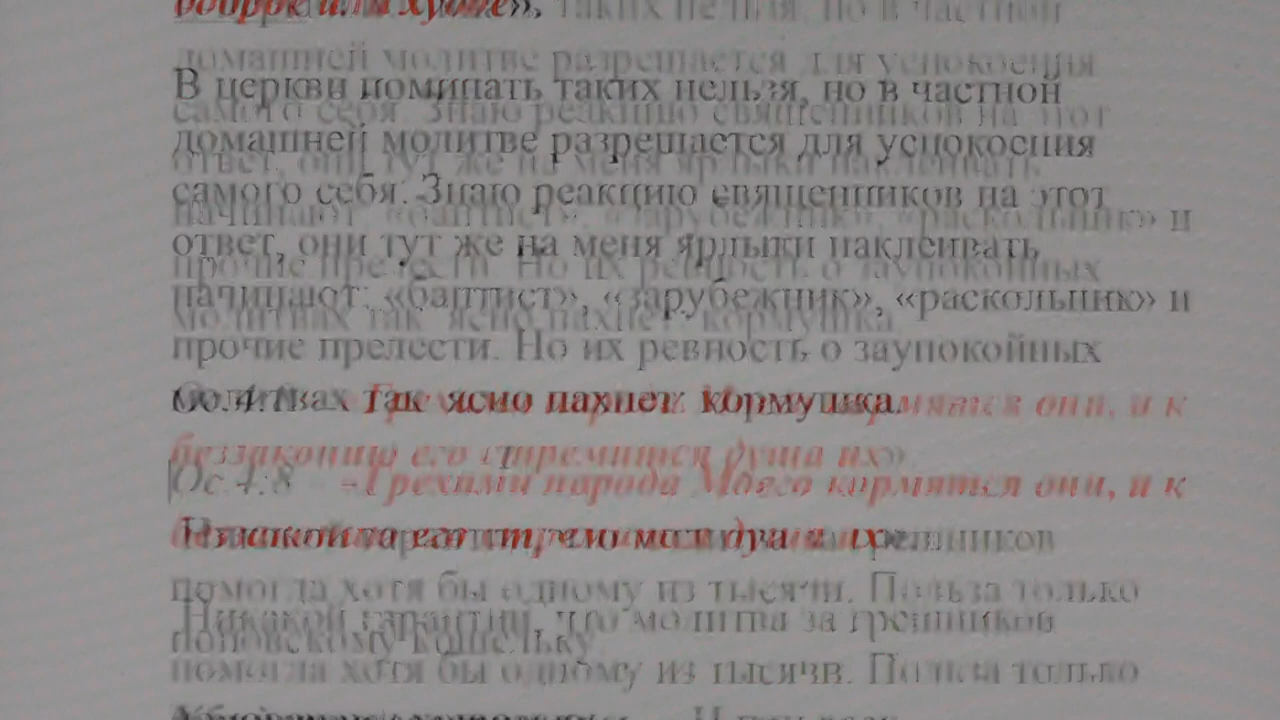 доброе или худое»,
В церкви поминать таких нельзя, но в частной
домашней молитве разрешается для успокоения
самого себя. Знаю реакцию священников на этот
ответ, они тут же на меня ярлыки наклеивать
начинают: «баптист», «зарубежник», «раскольник» и
прочие прелести. Но их ревность о заупокойных
молитвах так ясно пахнет: кормушка.
Ос.4:8 – «Грехами народа Моего кормятся они, и к
беззаконию его стремится душа их».
Никакой гарантии, что молитва за грешников
помогла хотя бы одному из тысячи. Польза только
поповскому кошельку